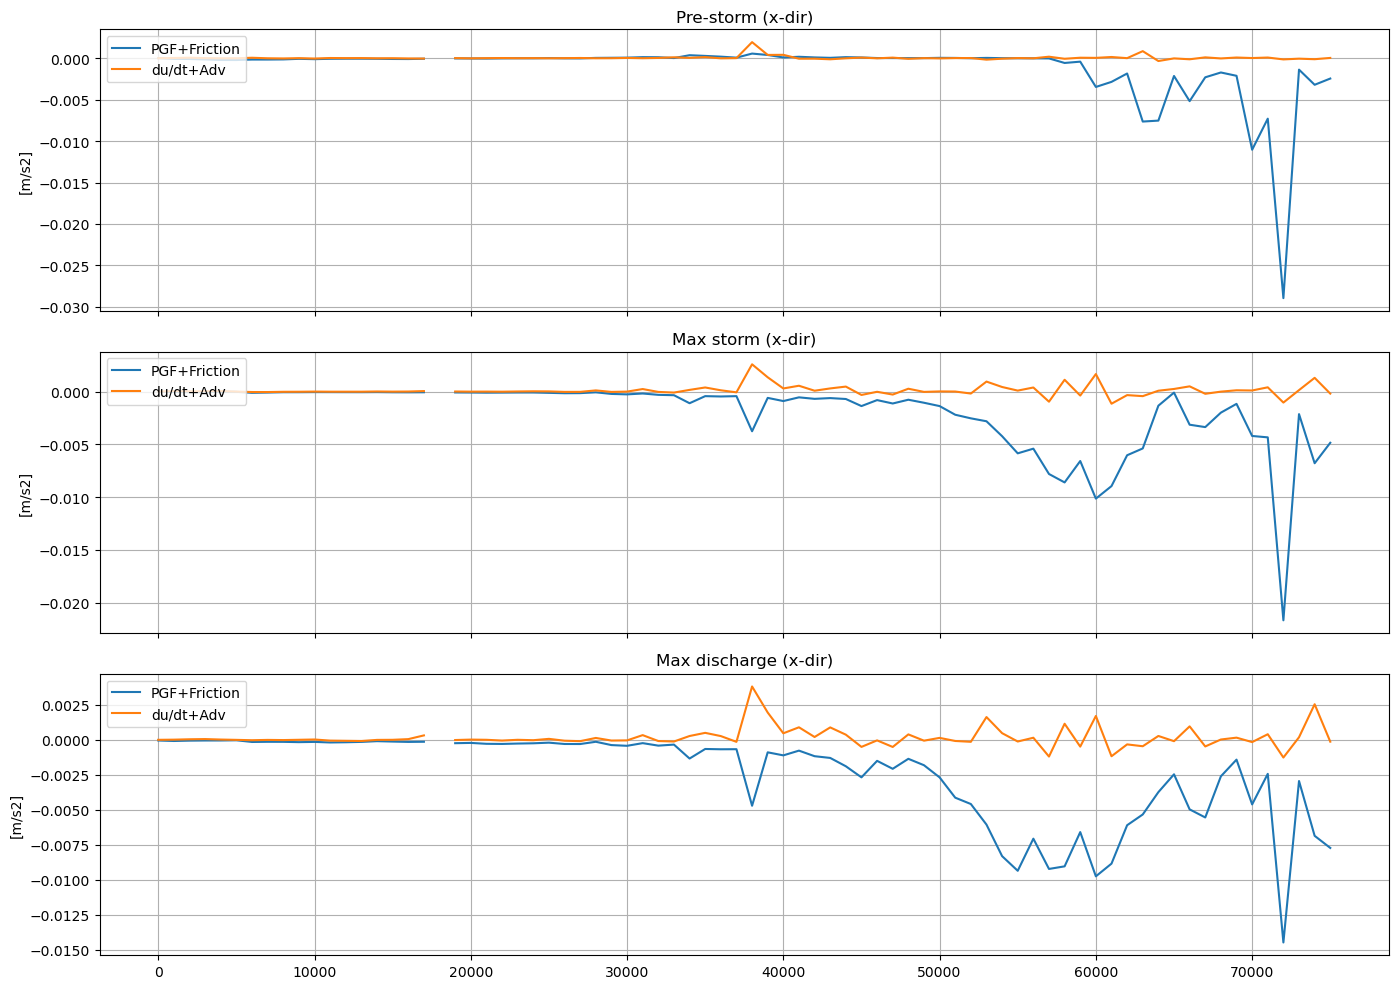 Pre-storm (x-dir)
PGF+Friction
du/dt+Adv
[m/s2]
0.000
−0.005
−0.010
−0.015
−0.020
−0.025
−0.030
Max storm (x-dir)
PGF+Friction
du/dt+Adv
[m/s2]
0.000
−0.005
−0.010
−0.015
−0.020
Max discharge (x-dir)
PGF+Friction
du/dt+Adv
[m/s2]
0.0025
0.0000
−0.0025
−0.0050
−0.0075
−0.0100
−0.0125
−0.0150
0 10000 20000 30000 40000 50000 60000 70000